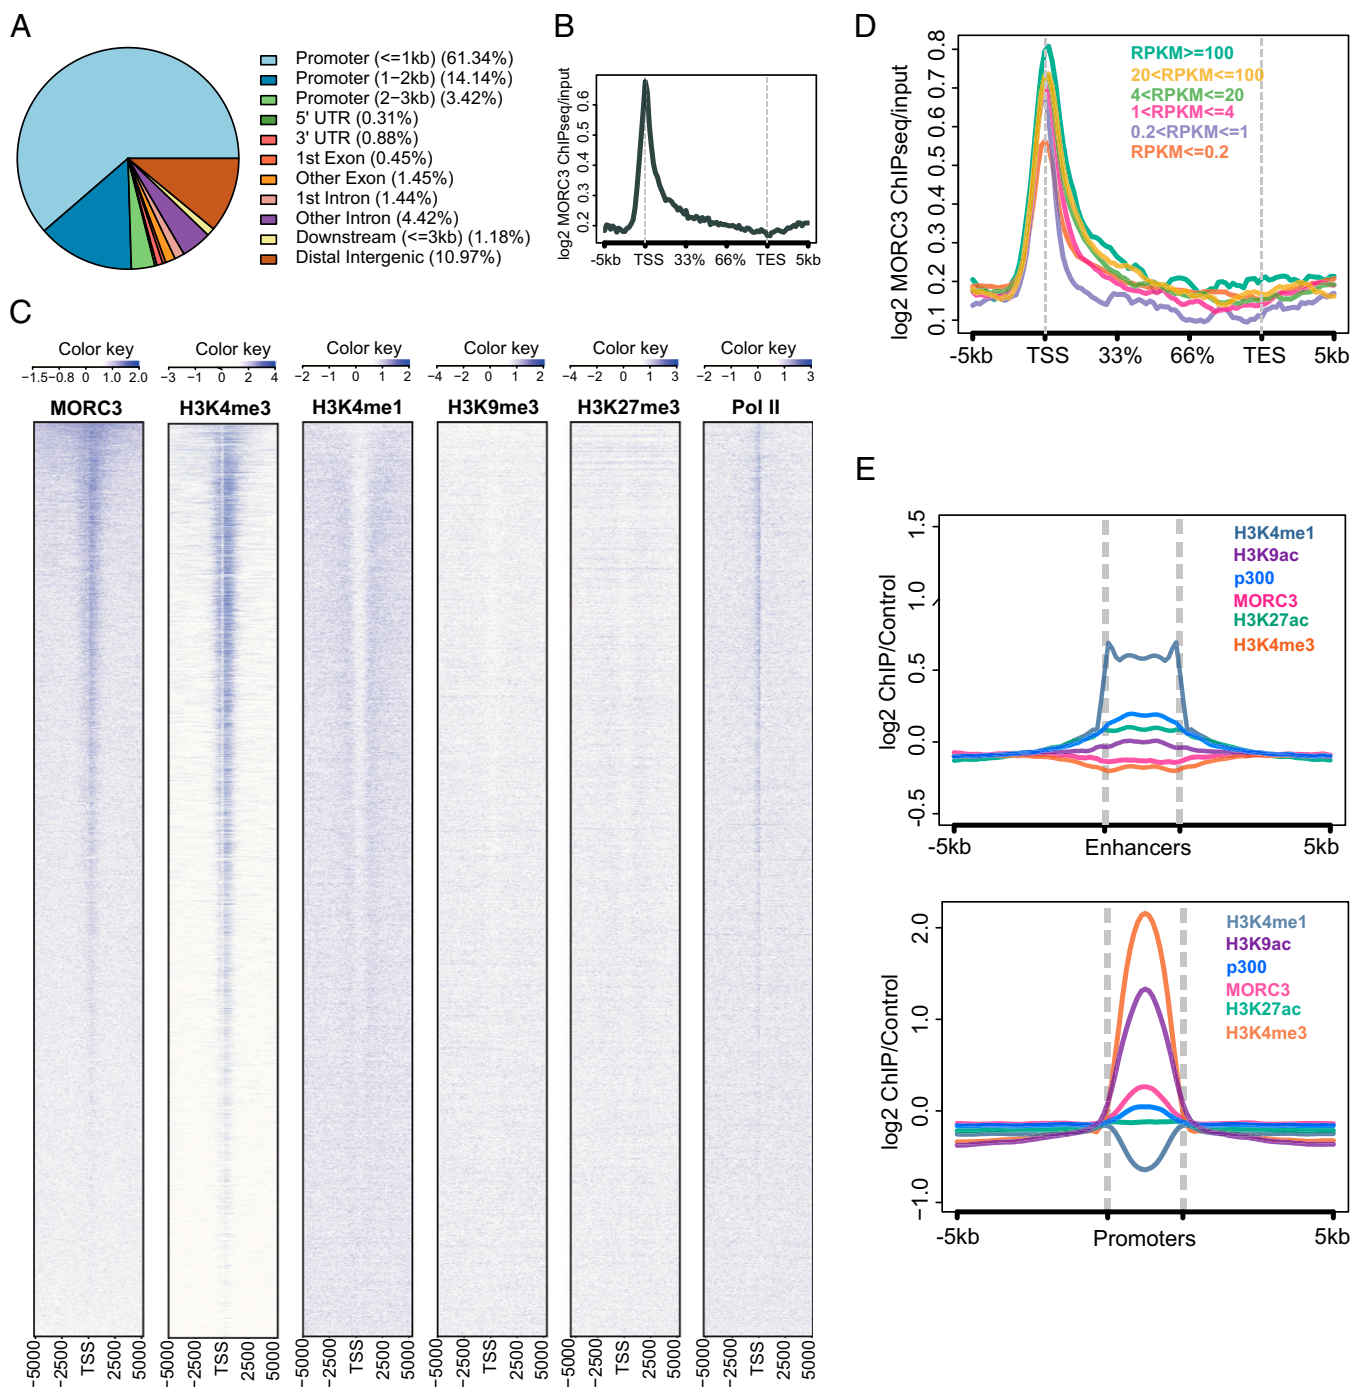 A
Promoter (<=1kb) (61.34%)
Promoter (1−2kb) (14.14%)
Promoter (2−3kb) (3.42%)
5' UTR (0.31%)
3' UTR (0.88%)
1st Exon (0.45%)
Other Exon (1.45%)
1st Intron (1.44%)
Other Intron (4.42%)
Downstream (<=3kb) (1.18%)
Distal Intergenic (10.97%)
B
log2 MORC3 ChIPseq/input
0.6
0.5
0.4
0.3
0.2
-5kb TSS 33% 66% TES 5kb
C
Color key Color key Color key Color key Color key Color key
−1.5−0.8 0 1.0 2.0 −3 −1 0 2 4 −2 −1 0 1 2 −4 −2 0 1 2 −4 −2 0 1 3 −2 −1 0 1 3
MORC3 H3K4me3 H3K4me1 H3K9me3 H3K27me3 Pol II
−5000 −2500 TSS 2500 5000 −5000 −2500 TSS 2500 5000 −5000 −2500 TSS 2500 5000 −5000 −2500 TSS 2500 5000 −5000 −2500 TSS 2500 5000 −5000 −2500 TSS 2500 5000
D
log2 MORC3 ChIPseq/input
0.8
0.7
0.6
0.5
0.4
0.3
0.2
0.1
RPKM>=100
20<RPKM<=100
4<RPKM<=20
1<RPKM<=4
0.2<RPKM<=1
RPKM<=0.2
-5kb TSS 33% 66% TES 5kb
E
log2 ChIP/Control
1.5
1.0
0.5
0.0
−0.5
H3K4me1
H3K9ac
p300
MORC3
H3K27ac
H3K4me3
-5kb Enhancers 5kb
log2 ChIP/Control
2.0
1.0
0.0
−1.0
H3K4me1
H3K9ac
p300
MORC3
H3K27ac
H3K4me3
-5kb Promoters 5kb